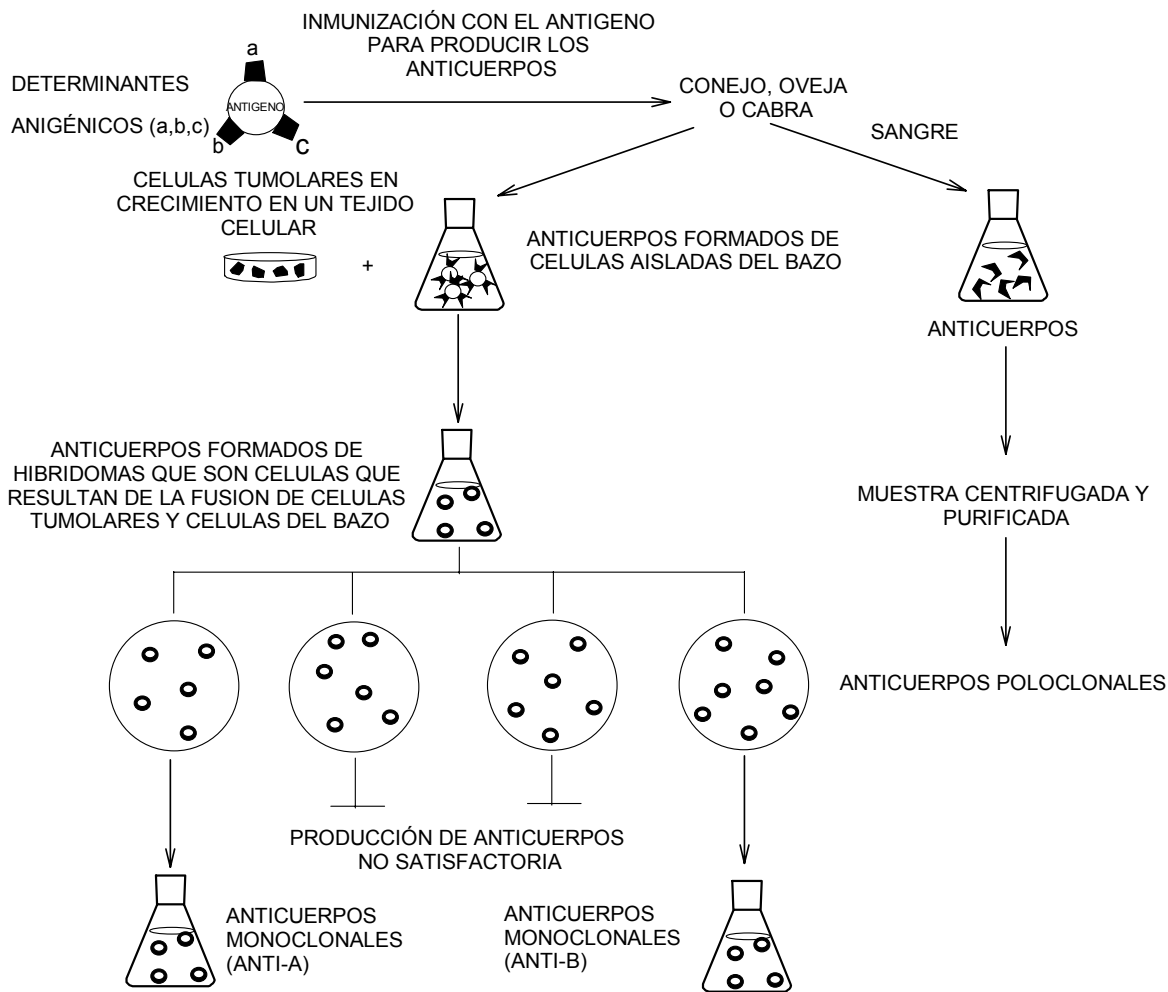 INMUNIZACIÓN CON EL ANTIGENO
PARA PRODUCIR LOS
ANTICUERPOS
a
DETERMINANTES
ANTIGENO
ANIGÉNICOS (a,b,c)
b
c
CONEJO, OVEJA
O CABRA
SANGRE
CELULAS TUMOLARES EN
CRECIMIENTO EN UN TEJIDO
CELULAR
+
ANTICUERPOS FORMADOS DE
CELULAS AISLADAS DEL BAZO
ANTICUERPOS
ANTICUERPOS FORMADOS DE
HIBRIDOMAS QUE SON CELULAS QUE
RESULTAN DE LA FUSION DE CELULAS
TUMOLARES Y CELULAS DEL BAZO
MUESTRA CENTRIFUGADA Y
PURIFICADA
ANTICUERPOS POLOCLONALES
PRODUCCIÓN DE ANTICUERPOS
NO SATISFACTORIA
ANTICUERPOS
MONOCLONALES
(ANTI-A)
ANTICUERPOS
MONOCLONALES
(ANTI-B)